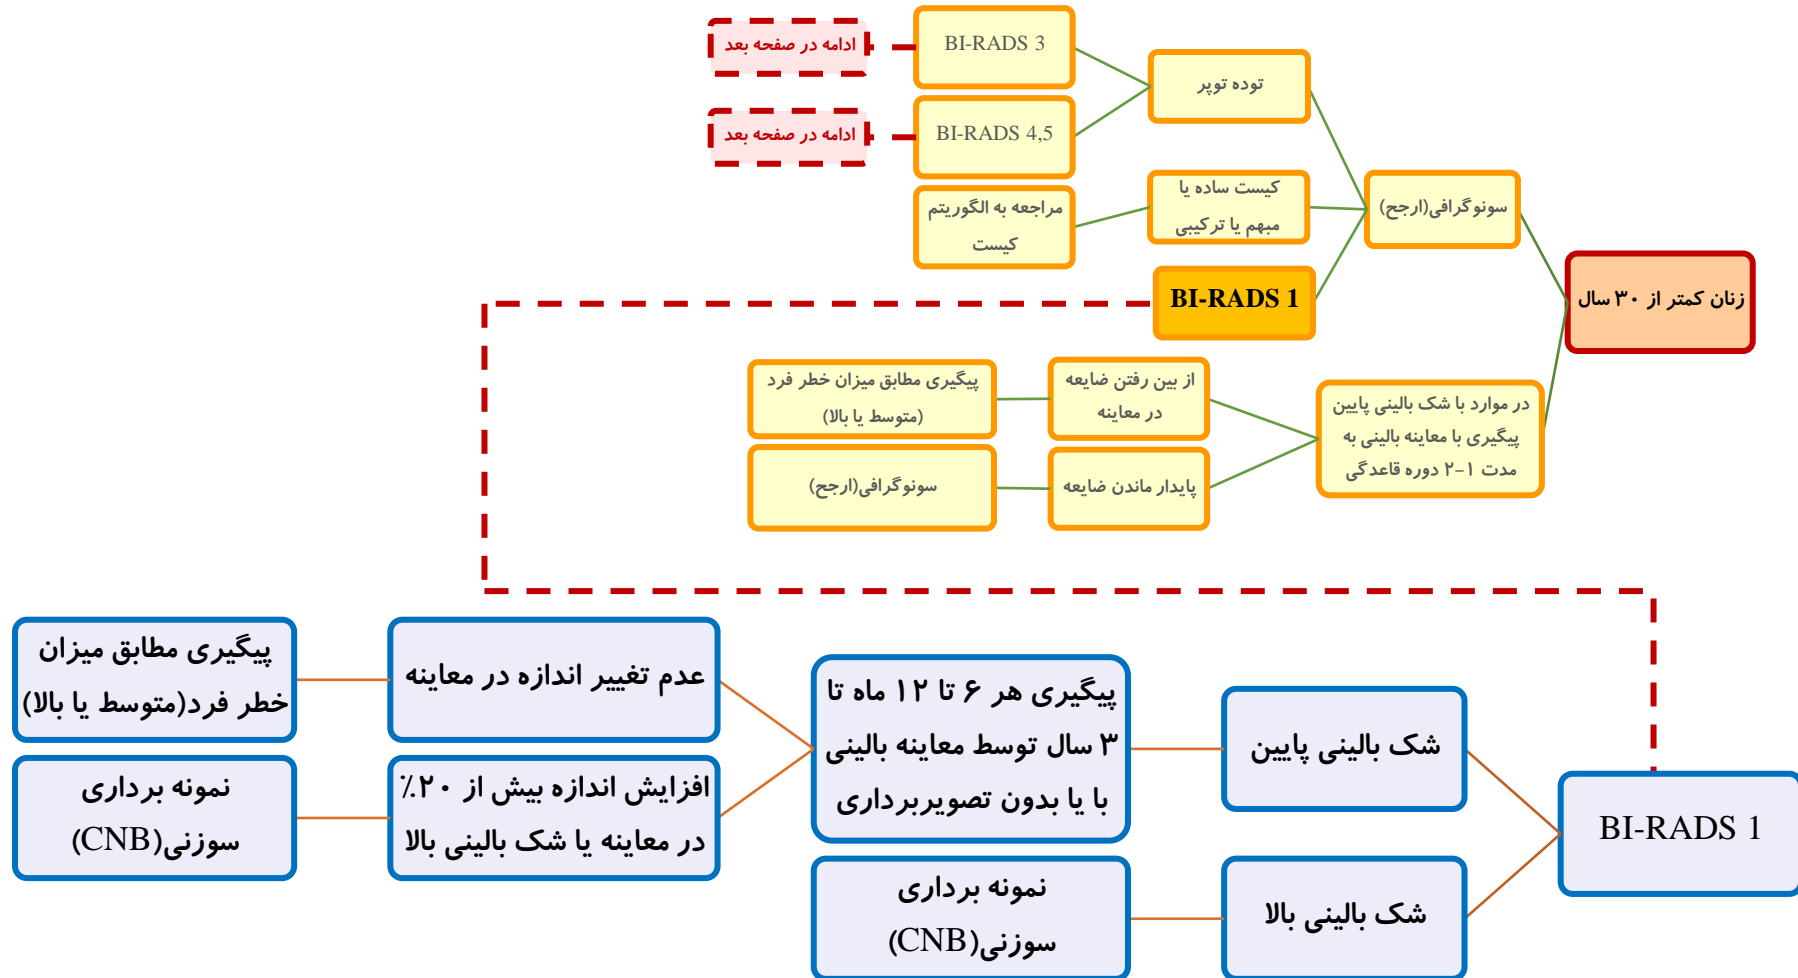 زنان کمتر از ۳۰ سال
سونوگرافی(ارجح)
توده توپر
BI-RADS 3
ادامه در صفحه بعد
BI-RADS 4,5
ادامه در صفحه بعد
کیست ساده یا
مبهم یا ترکیبی
مراجعه به الگوریتم
کیست
BI-RADS 1
در موارد با شک بالینی پایین
پیگیری با معاینه بالینی به
مدت ۱-۲ دوره قاعدگی
از بین رفتن ضایعه
در معاینه
پیگیری مطابق میزان خطر فرد
(متوسط یا بالا)
پایدار ماندن ضایعه
سونوگرافی(ارجح)
BI-RADS 1
شک بالینی پایین
پیگیری هر ۶ تا ۱۲ ماه تا
۳ سال توسط معاینه بالینی
با یا بدون تصویربرداری
عدم تغییر اندازه در معاینه
پیگیری مطابق میزان
خطر فرد(متوسط یا بالا)
افزایش اندازه بیش از ۲۰٪
در معاینه یا شک بالینی بالا
نمونه برداری
سوزنی(CNB)
شک بالینی بالا
نمونه برداری
سوزنی(CNB)